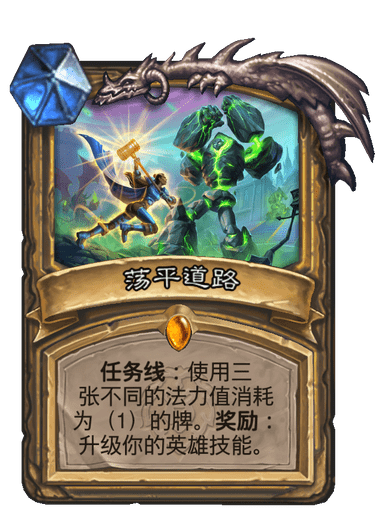 荡平道路
任务线：使用三
张不同的法力值消耗
为（1）的牌。奖励：
升级你的英雄技能。